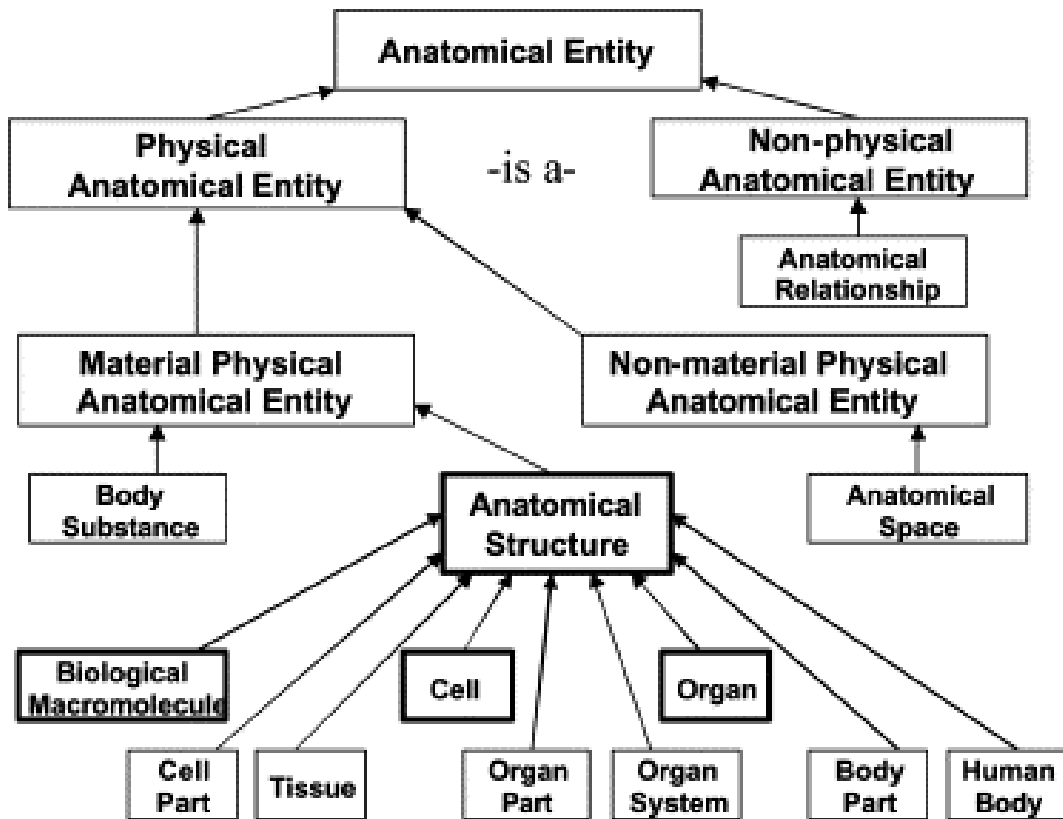 Anatomical Entity
Physical
Anatomical Entity
-is a-
Non-physical
Anatomical Entity
Anatomical
Relationship
Material Physical
Anatomical Entity
Non-material Physical
Anatomical Entity
Body
Substance
Anatomical
Structure
Anatomical
Space
Biological
Macromolecule
Cell
Organ
Cell
Part
Tissue
Organ
Part
Organ
System
Body
Part
Human
Body